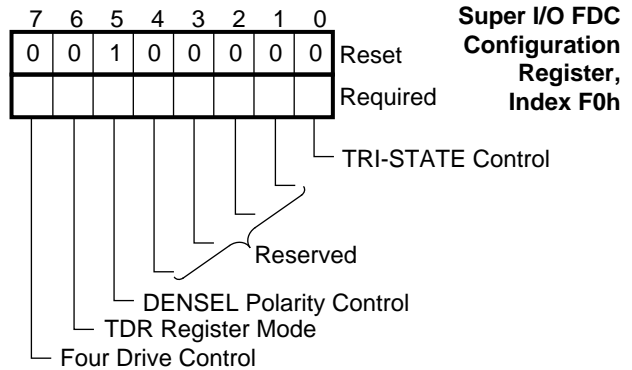 7 6 5 4 3 2 1 0
0 0 1 0 0 0 0 0 Reset
Required
Super I/O FDC
Configuration
Register,
Index F0h
TRI-STATE Control
Reserved
DENSEL Polarity Control
TDR Register Mode
Four Drive Control